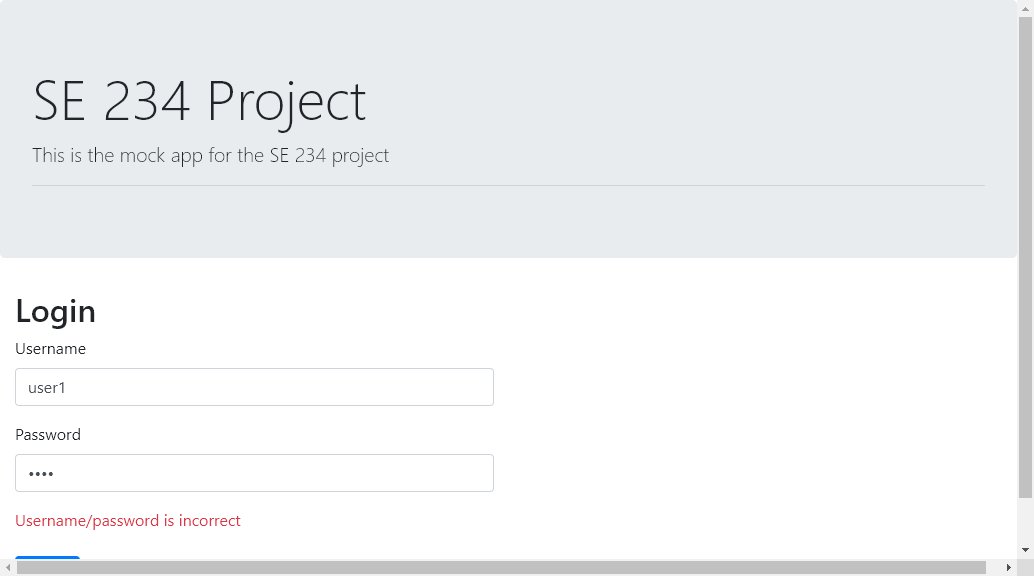 SE 234 Project
This is the mock app for the SE 234 project
Login
Username
user1
Password
••••
Username/password is incorrect